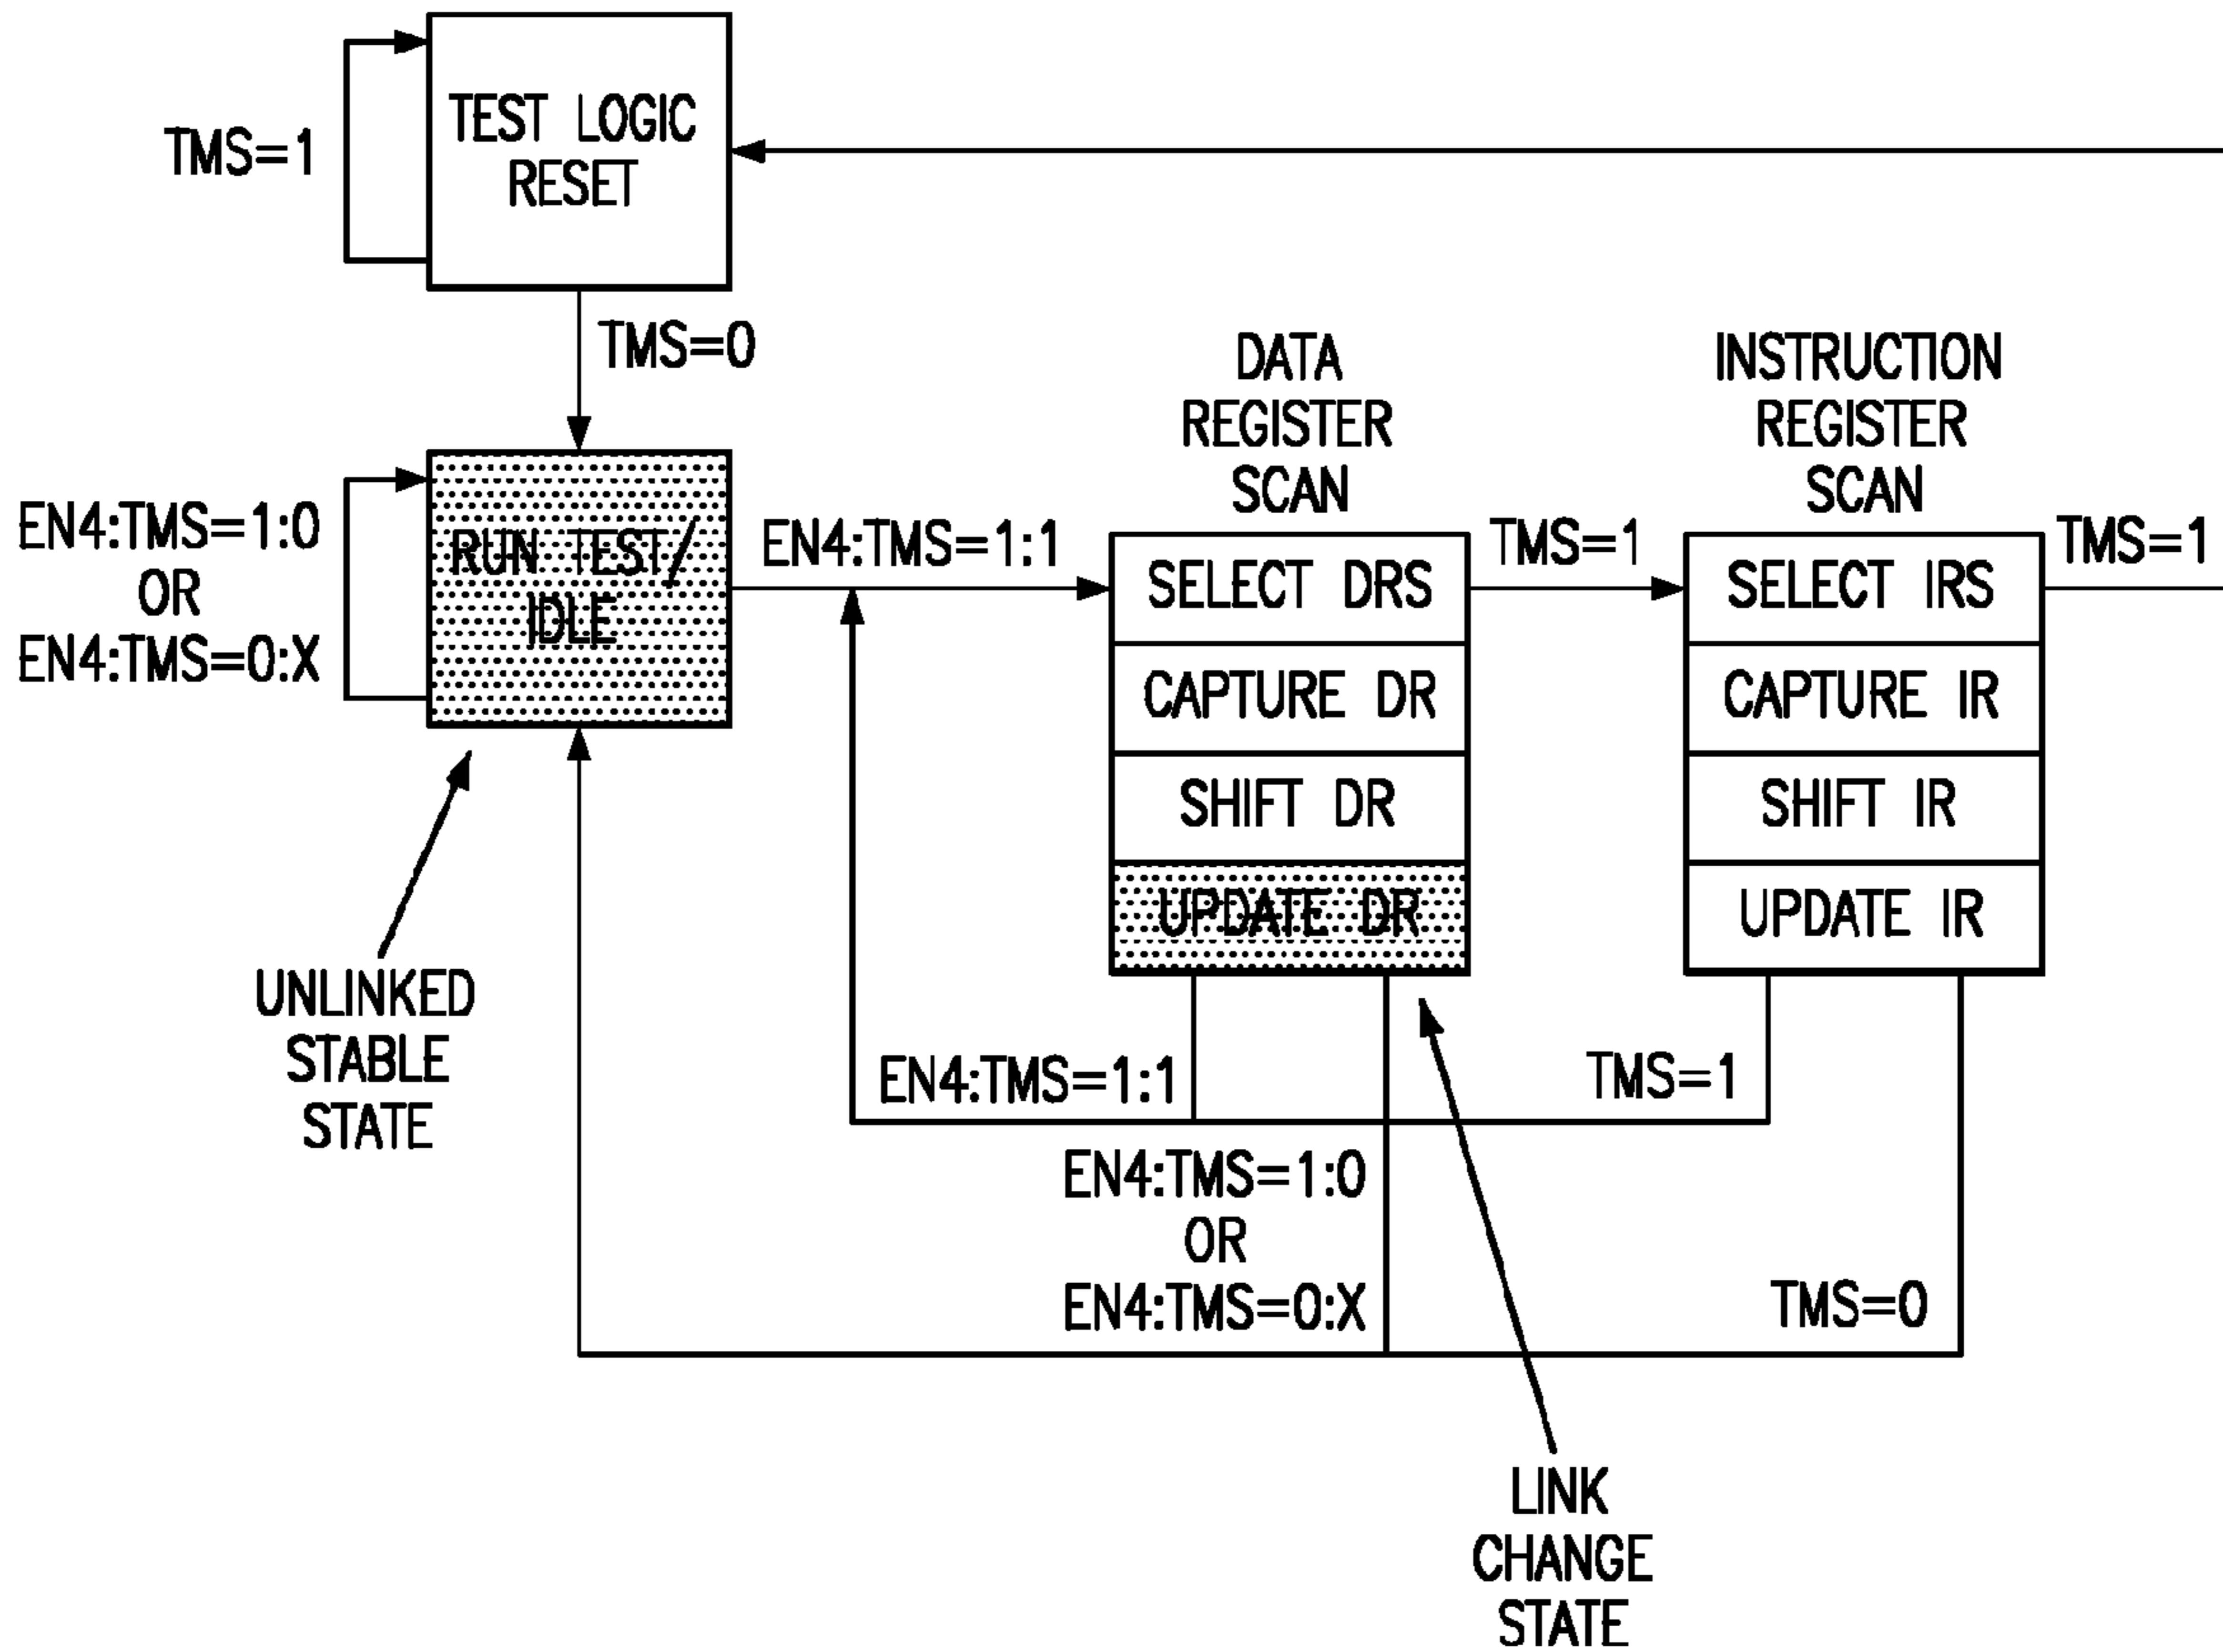 TEST LOGIC
RESET
TMS=1
TMS=0
DATA
REGISTER
SCAN
INSTRUCTION
REGISTER
SCAN
EN4:TMS=1:0
OR
EN4:TMS=0:X
RUN TEST/
IDLE
EN4:TMS=1:1
SELECT DRS
CAPTURE DR
SHIFT DR
UPDATE DR
TMS=1
SELECT IRS
CAPTURE IR
SHIFT IR
UPDATE IR
TMS=1
UNLINKED
STABLE
STATE
EN4:TMS=1:1
TMS=1
EN4:TMS=1:0
OR
EN4:TMS=0:X
TMS=0
LINK
CHANGE
STATE